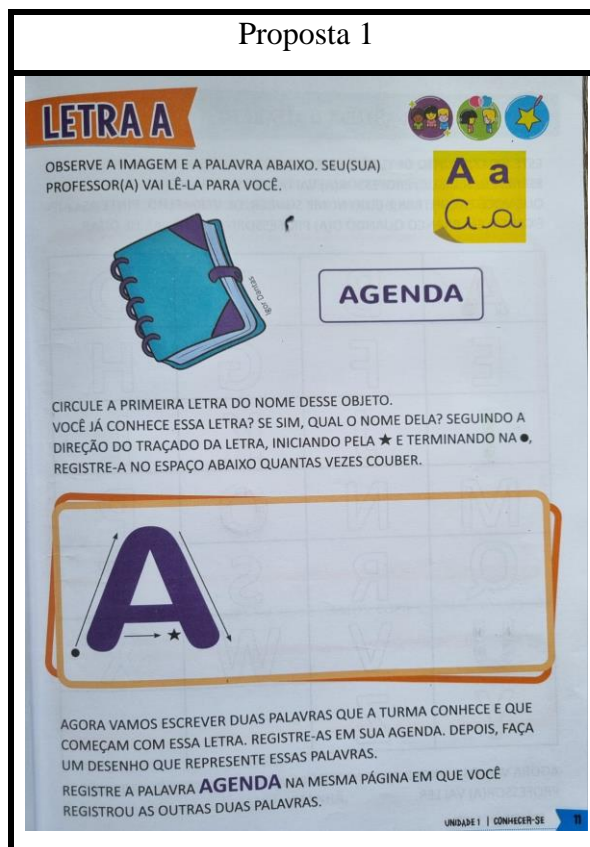 Proposta 1
LETRA A
OBSERVE A IMAGEM E A PALAVRA ABAIXO. SEU(SUA)
PROFESSOR(A) VAI LÊ-LA PARA VOCÊ.
A a
A a
Igor Dantas
AGENDA
CIRCULE A PRIMEIRA LETRA DO NOME DESSE OBJETO.
VOCÊ JÁ CONHECE ESSA LETRA? SE SIM, QUAL O NOME DELA? SEGUINDO A
DIREÇÃO DO TRAÇADO DA LETRA, INICIANDO PELA ★ E TERMINANDO NA ●,
REGISTRE-A NO ESPAÇO ABAIXO QUANTAS VEZES COUBER.
A
AGORA VAMOS ESCREVER DUAS PALAVRAS QUE A TURMA CONHECE E QUE
COMEÇAM COM ESSA LETRA. REGISTRE-AS EM SUA AGENDA. DEPOIS, FAÇA
UM DESENHO QUE REPRESENTE ESSAS PALAVRAS.
REGISTRE A PALAVRA AGENDA NA MESMA PÁGINA EM QUE VOCÊ
REGISTROU AS OUTRAS DUAS PALAVRAS.
UNIDADE 1 | CONHECER-SE 11